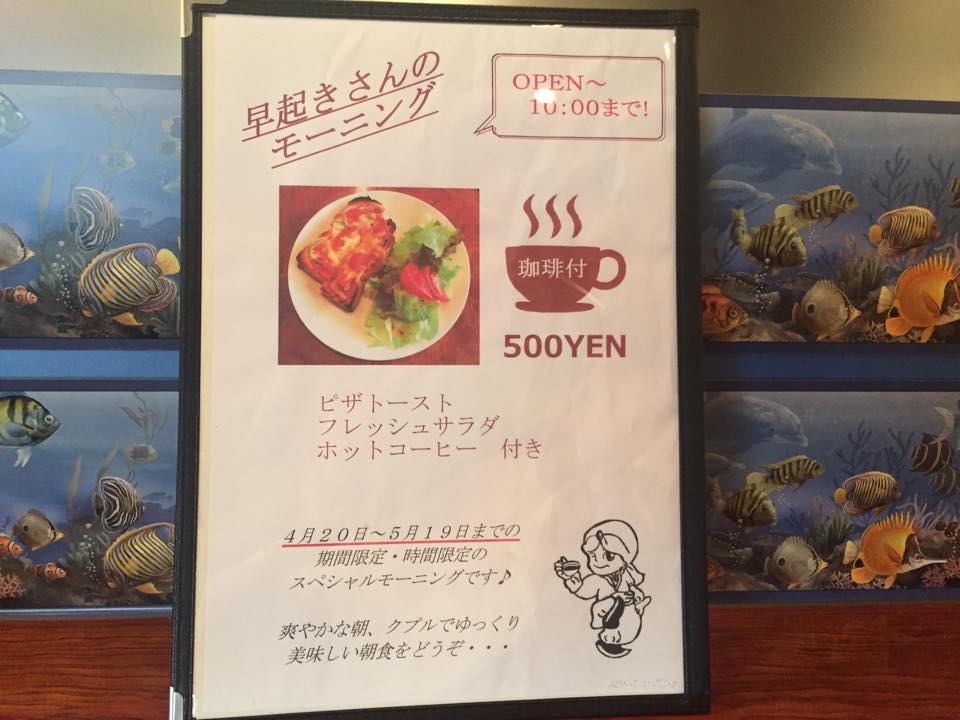 早起きさんの
モーニング
OPEN～
10:00まで!
珈琲付
500YEN
ピザトースト
フレッシュサラダ
ホットコーヒー　付き
4月20日～5月19日までの
期間限定・時間限定の
スペシャルモーニングです♪
爽やかな朝、クブルでゆっくり
美味しい朝食をどうぞ・・・